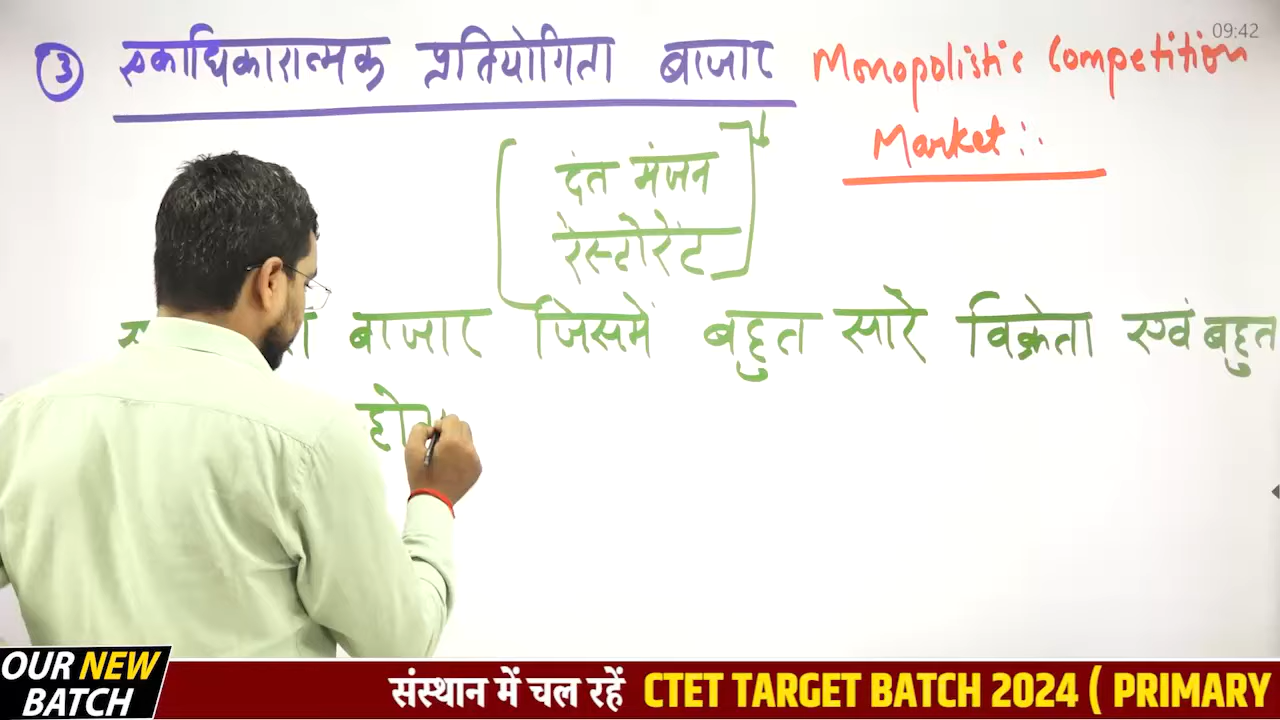 09:42
③ एकाधिकारात्मक प्रतियोगिता बाजार Monopolistic Competition
Market :-
दंत मंजन
रेस्टोरेंट
बाजार जिसमें बहुत सारे विक्रेता एवं बहुत
OUR NEW
BATCH
संस्थान में चल रहें CTET TARGET BATCH 2024 ( PRIMARY